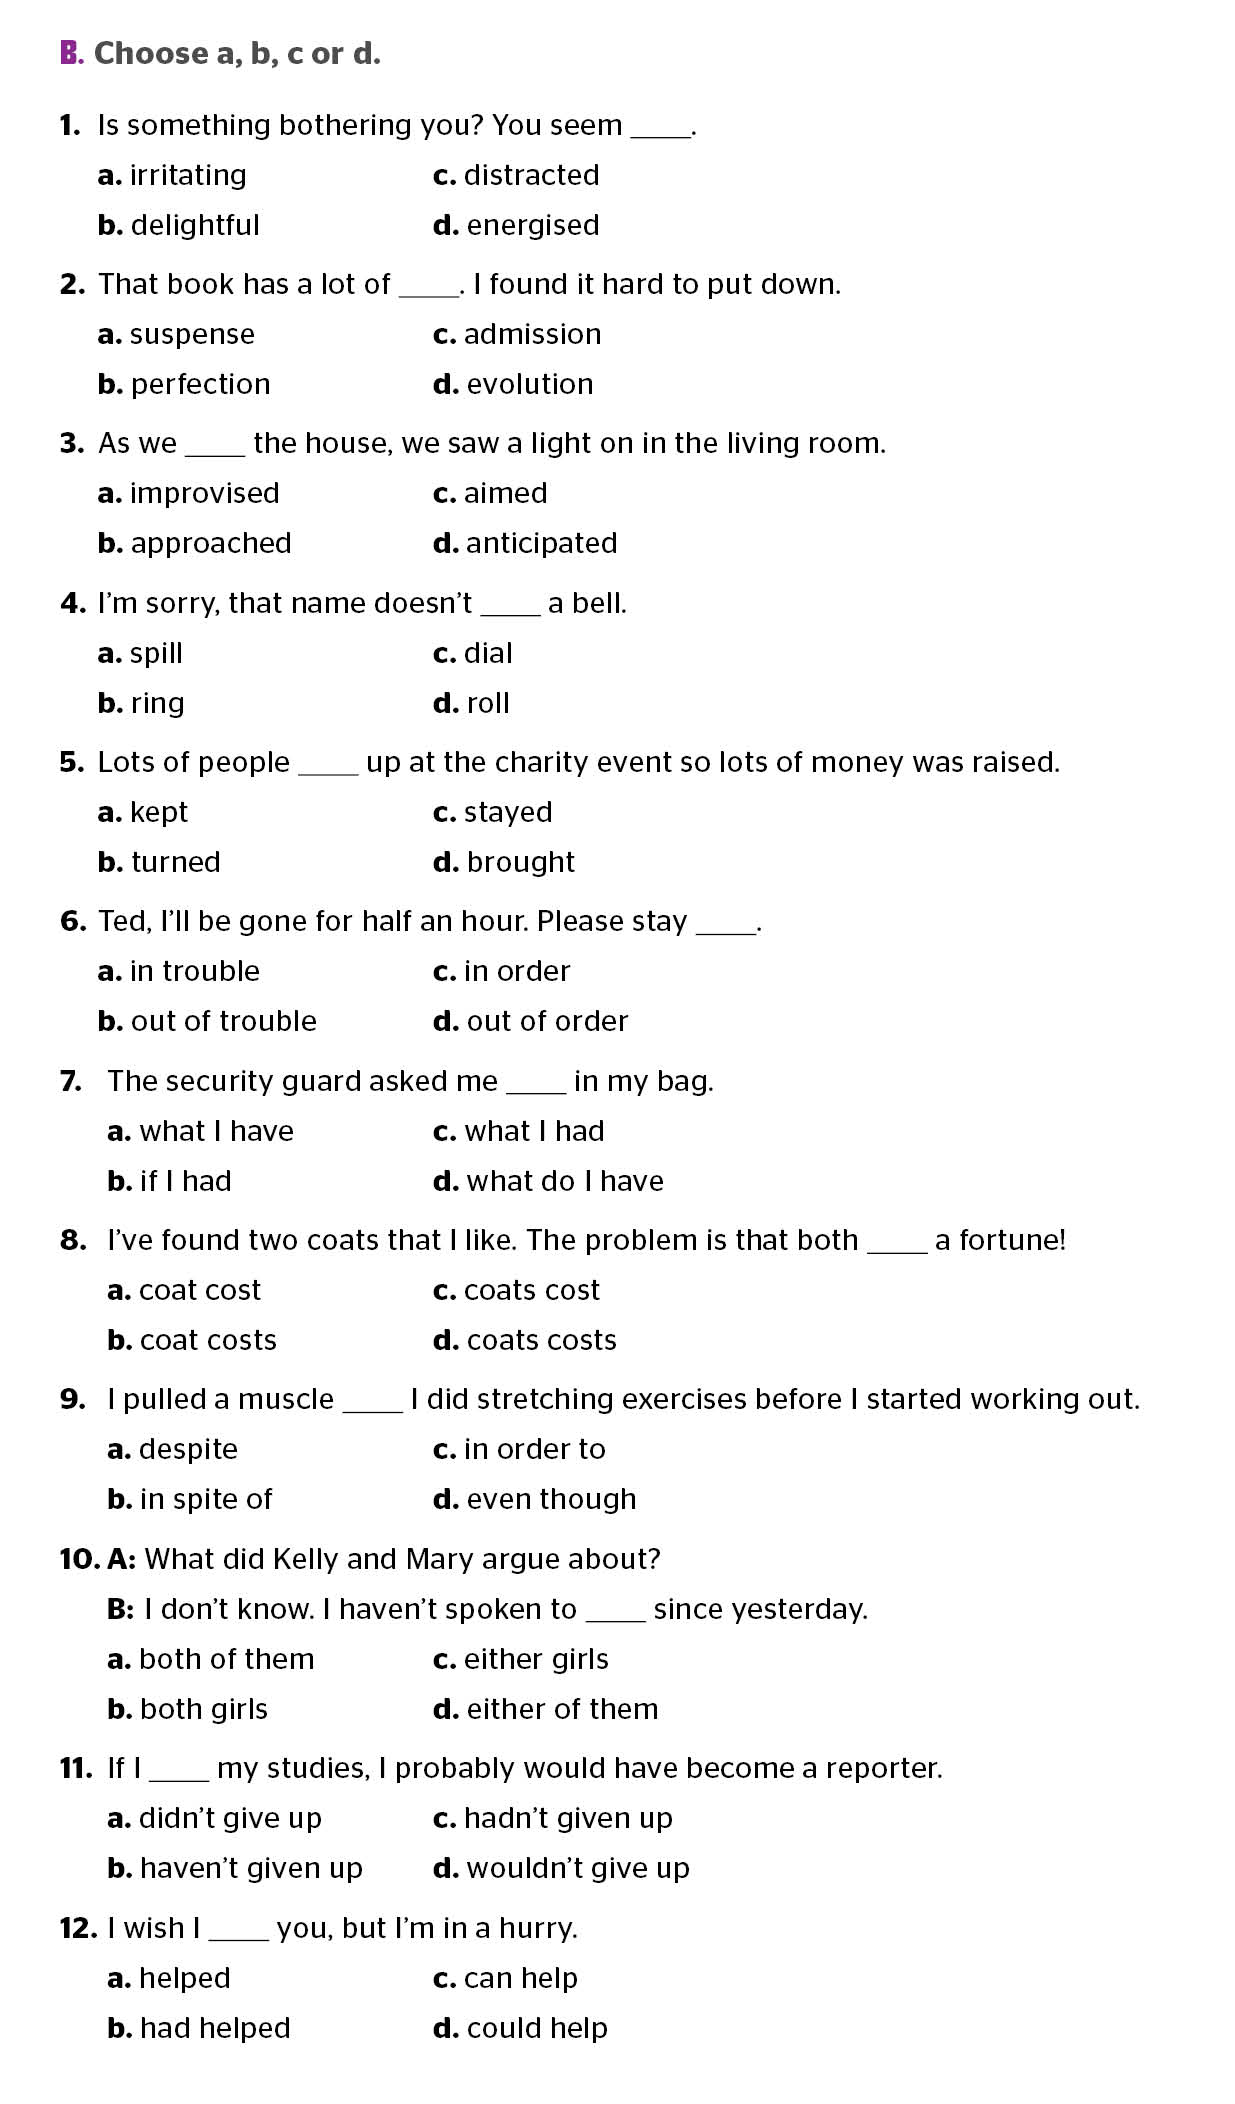 B. Choose a, b, c or d.
1. Is something bothering you? You seem ____.
a. irritating c. distracted
b. delightful d. energised
2. That book has a lot of ____. I found it hard to put down.
a. suspense c. admission
b. perfection d. evolution
3. As we ____ the house, we saw a light on in the living room.
a. improvised c. aimed
b. approached d. anticipated
4. I'm sorry, that name doesn't ____ a bell.
a. spill c. dial
b. ring d. roll
5. Lots of people ____ up at the charity event so lots of money was raised.
a. kept c. stayed
b. turned d. brought
6. Ted, I'll be gone for half an hour. Please stay ____.
a. in trouble c. in order
b. out of trouble d. out of order
7. The security guard asked me ____ in my bag.
a. what I have c. what I had
b. if I had d. what do I have
8. I've found two coats that I like. The problem is that both ____ a fortune!
a. coat cost c. coats cost
b. coat costs d. coats costs
9. I pulled a muscle ____ I did stretching exercises before I started working out.
a. despite c. in order to
b. in spite of d. even though
10. A: What did Kelly and Mary argue about?
B: I don't know. I haven't spoken to ____ since yesterday.
a. both of them c. either girls
b. both girls d. either of them
11. If I ____ my studies, I probably would have become a reporter.
a. didn't give up c. hadn't given up
b. haven't given up d. wouldn't give up
12. I wish I ____ you, but I'm in a hurry.
a. helped c. can help
b. had helped d. could help